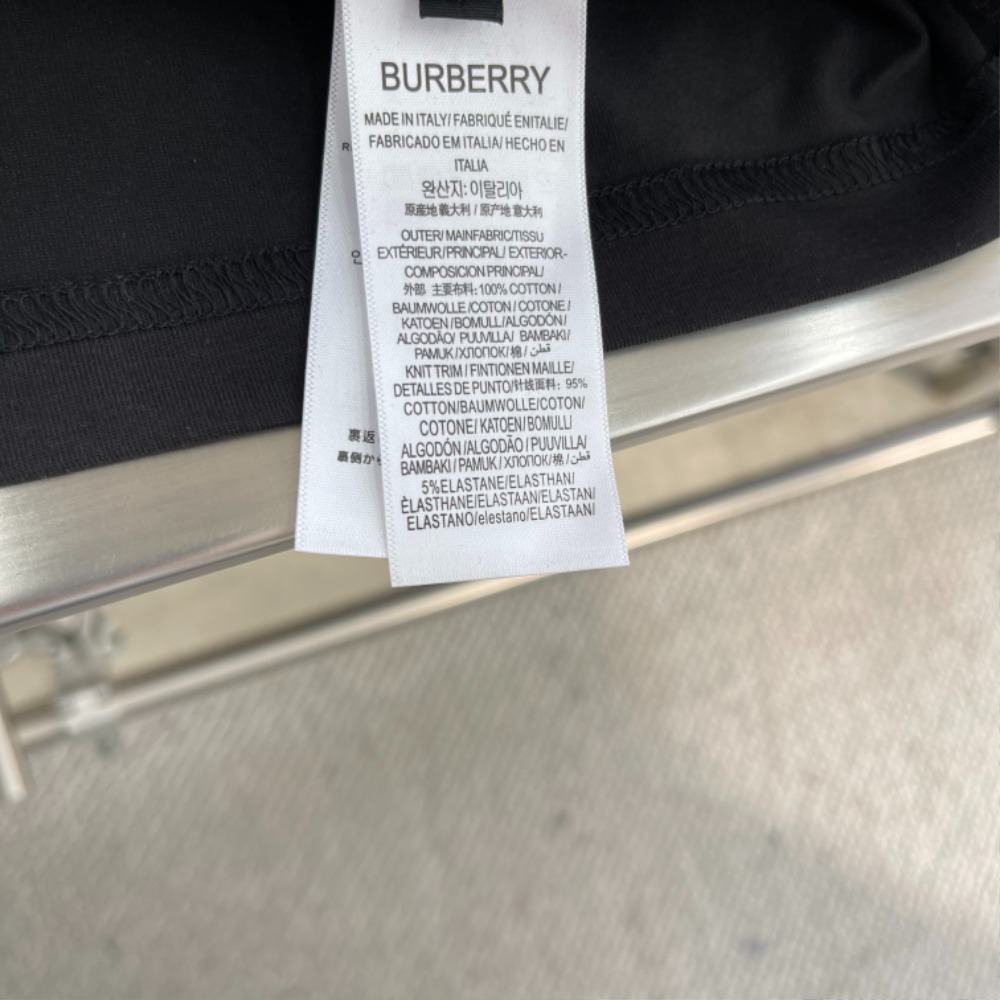 BURBERRY
MADE IN ITALY/ FABRIQUÉ ENITALIE/
FABRICADO EM ITALIA/ HECHO EN
ITALIA
완산지: 이탈리아
原産地義大利 / 原产地意大利
OUTER/ MAINFABRIC/TISSU
EXTÉRIEUR/PRINCIPAL/ EXTERIOR-
COMPOSICION PRINCIPAL/
外部 主要布料: 100% COTTON /
BAUMWOLLE /COTON / COTONE /
KATOEN /BOMULL/ALGODÓN /
ALGODÃO/ PUUVILLA/ BAMBAKI/
PAMUK /ХЛОПОК/ 棉 / قطن
KNIT TRIM / FINTIONEN MAILLE/
DETALLES DE PUNTO/针线面料: 95%
COTTON/BAUMWOLLE/COTON/
COTONE/ KATOEN/BOMULL/
ALGODÓN /ALGODÃO / PUUVILLA/
BAMBAKI / PAMUK / ХЛОПОК/ 棉 / قطن
5%ELASTANE/ELASTHAN/
ÈLASTHANE/ELASTAAN/ELASTAN/
ELASTANO/elestano/ELASTAAN/
裏返
裏側か